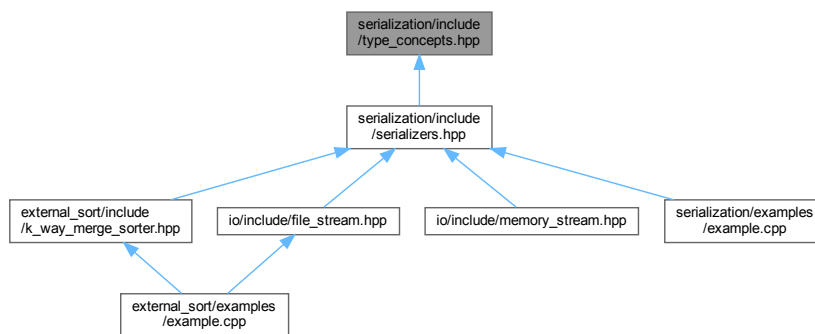 serialization/include
/type_concepts.hpp
serialization/include
/serializers.hpp
external_sort/include
/k_way_merge_sorter.hpp
io/include/file_stream.hpp
io/include/memory_stream.hpp
serialization/examples
/example.cpp
external_sort/examples
/example.cpp